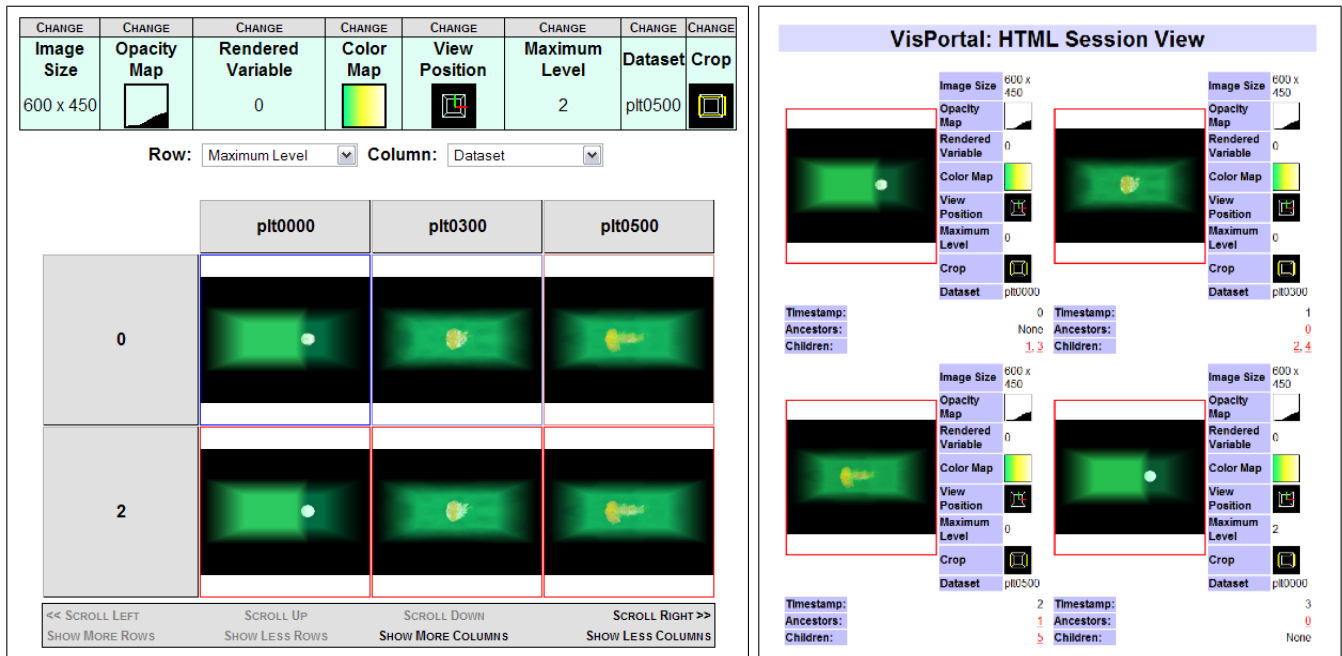 CHANGE CHANGE CHANGE CHANGE CHANGE CHANGE CHANGE CHANGE
Image Size Opacity Map Rendered Variable Color Map View Position Maximum Level Dataset Crop
600 x 450 0 2 plt0500
Row: Maximum Level Column: Dataset
plt0000 plt0300 plt0500
0
2
<< SCROLL LEFT SCROLL UP SCROLL DOWN SCROLL RIGHT >>
SHOW MORE ROWS SHOW LESS ROWS SHOW MORE COLUMNS SHOW LESS COLUMNS
VisPortal: HTML Session View
Image Size 600 x 450
Opacity Map
Rendered Variable 0
Color Map
View Position
Maximum Level 0
Crop
Dataset plt0000
Timestamp: 0
Ancestors: None
Children: 1, 3
Image Size 600 x 450
Opacity Map
Rendered Variable 0
Color Map
View Position
Maximum Level 0
Crop
Dataset plt0300
Timestamp: 1
Ancestors: 0
Children: 2, 4
Image Size 600 x 450
Opacity Map
Rendered Variable 0
Color Map
View Position
Maximum Level 0
Crop
Dataset plt0500
Timestamp: 2
Ancestors: 1
Children: 5
Image Size 600 x 450
Opacity Map
Rendered Variable 0
Color Map
View Position
Maximum Level 2
Crop
Dataset plt0000
Timestamp: 3
Ancestors: 0
Children: None